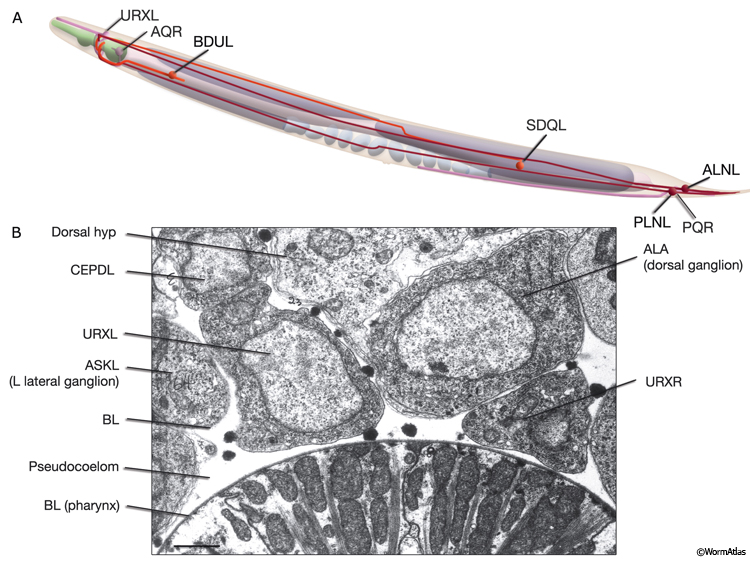 A
URXL
AQR
BDUL
SDQL
ALNL
PLNL
PQR
B
Dorsal hyp
CEPDL
URXL
ASKL
(L lateral ganglion)
BL
Pseudocoelom
BL (pharynx)
23
ALA
(dorsal ganglion)
URXR
©WormAtlas